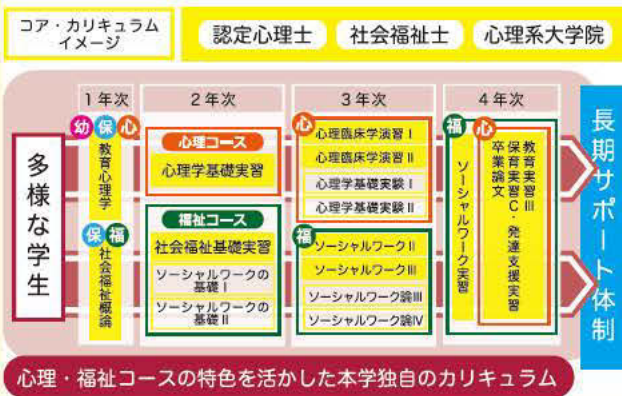 コア・カリキュラム
イメージ
認定心理士
社会福祉士
心理系大学院
1年次
2年次
3年次
4年次
多様な学生
幼
保
心
教育心理学
保
福
社会福祉概論
心理コース
心理学基礎実習
福祉コース
社会福祉基礎実習
ソーシャルワークの
基礎Ⅰ
ソーシャルワークの
基礎Ⅱ
心
心理臨床学演習Ⅰ
心理臨床学演習Ⅱ
心理学基礎実験Ⅰ
心理学基礎実験Ⅱ
福
ソーシャルワークⅡ
ソーシャルワークⅢ
ソーシャルワーク論Ⅲ
ソーシャルワーク論Ⅳ
福
ソーシャルワーク実習
心
教育実習Ⅲ
保育実習C・発達支援実習
卒業論文
長期サポート体制
心理・福祉コースの特色を活かした本学独自のカリキュラム